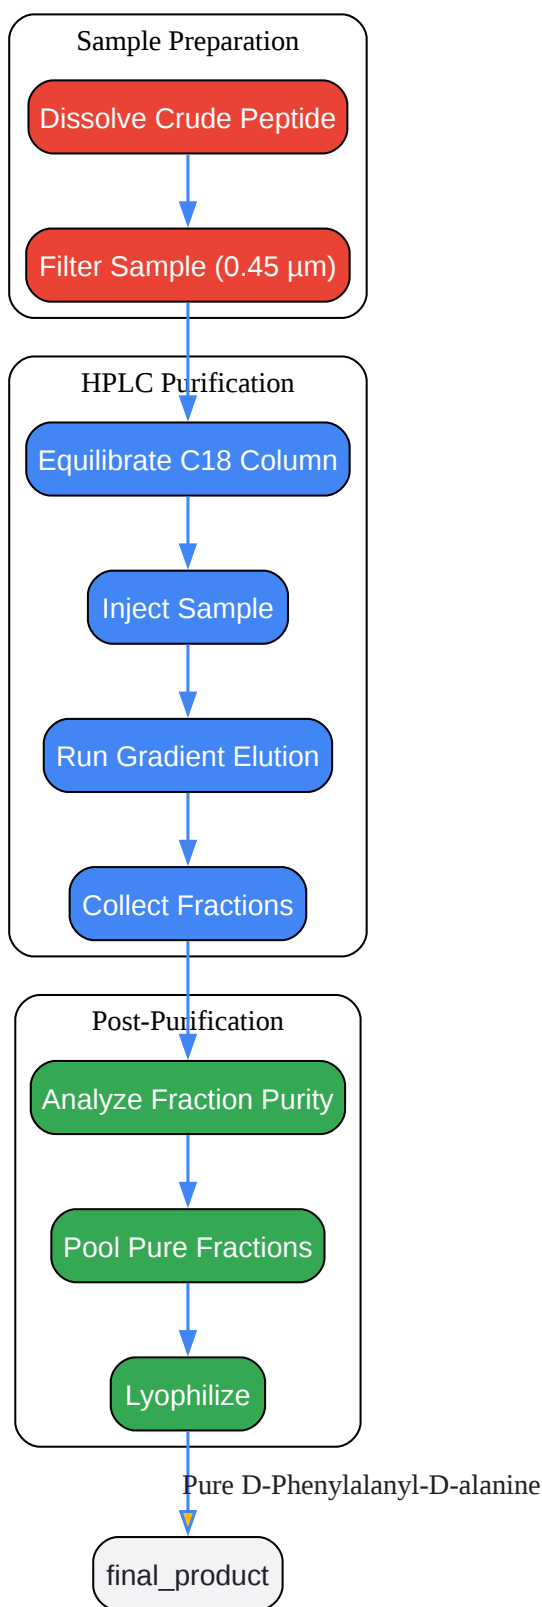 Sample Preparation
Dissolve Crude Peptide
Filter Sample (0.45 µm)
HPLC Purification
Equilibrate C18 Column
Inject Sample
Run Gradient Elution
Collect Fractions
Post-Purification
Analyze Fraction Purity
Pool Pure Fractions
Lyophilize
Pure D-Phenylalanyl-D-alanine
final_product